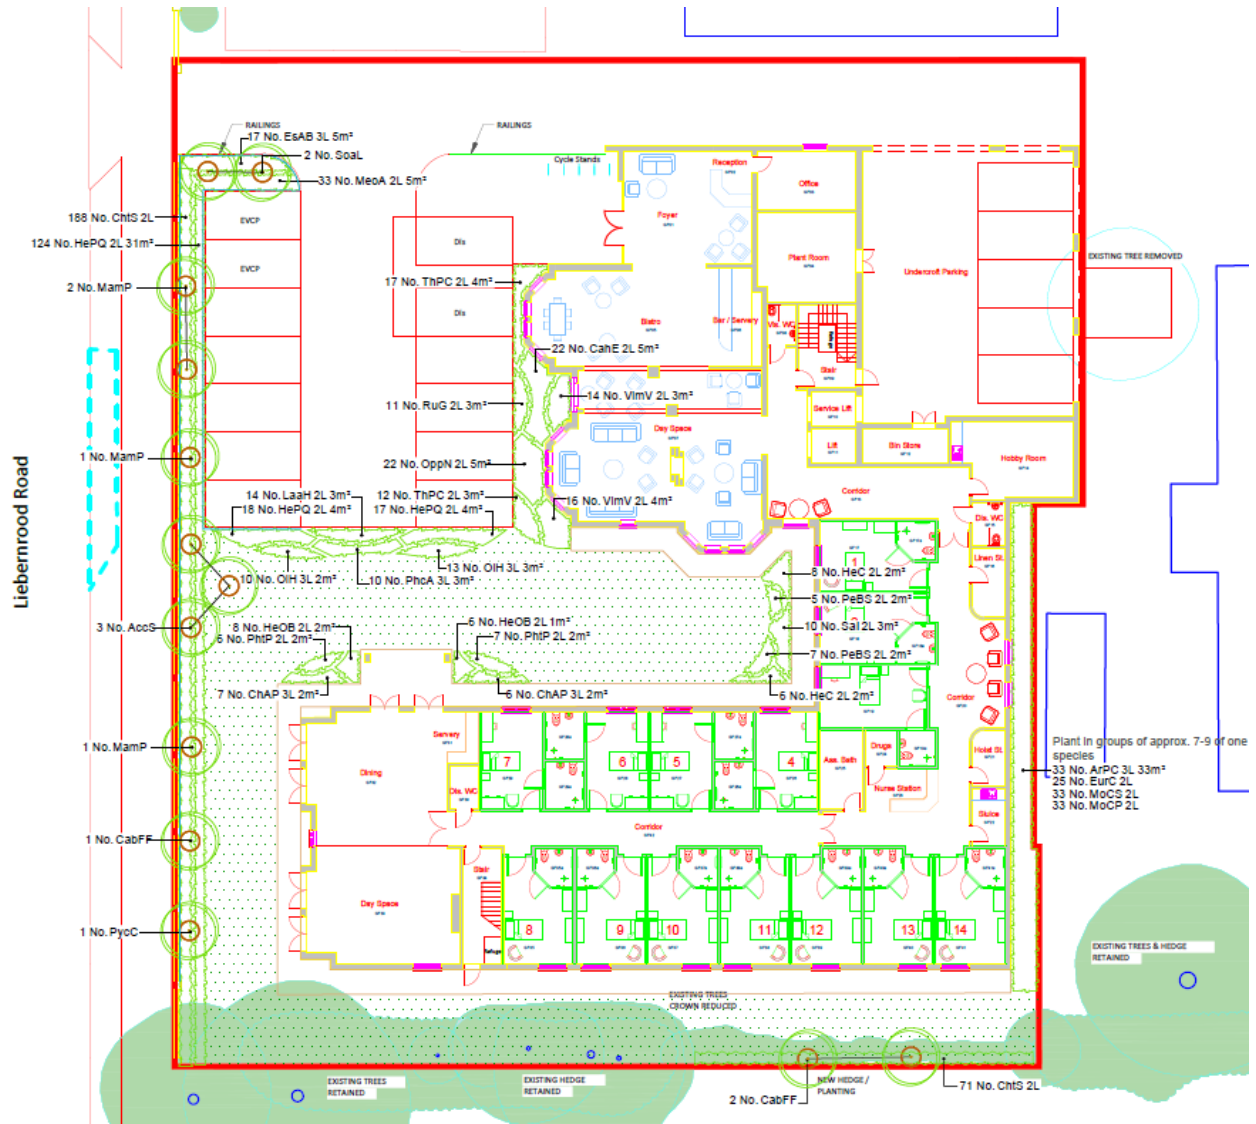 RAILINGS
RAILINGS
17 No. EsAB 3L 5m²
2 No. SoaL
33 No. MeoA 2L 5m²
188 No. ChtS 2L
124 No. HePQ 2L 31m²
2 No. MamP
EVCP
EVCP
Dis
Dis
Cycle Stands
Reception
Office
Foyer
Plant Room
Undercroft Parking
EXISTING TREE REMOVED
17 No. ThPC 2L 4m²
Bistro
Bar / Servery
Vis. WC
Refuge
Stair
22 No. CahE 2L 5m²
11 No. RuG 2L 3m²
14 No. VimV 2L 3m²
Day Space
Service Lift
Lift
Bin Store
Hobby Room
1 No. MamP
22 No. OppN 2L 5m²
12 No. ThPC 2L 3m²
14 No. LaaH 2L 3m²
18 No. HePQ 2L 4m²
17 No. HePQ 2L 4m²
16 No. VimV 2L 4m²
Corridor
Dis. WC
Linen St.
Liebenrood Road
10 No. OlH 3L 2m²
10 No. PhcA 3L 3m²
13 No. OlH 3L 3m²
1
8 No. HeC 2L 2m²
5 No. PeBS 2L 2m²
10 No. Sal 2L 3m²
7 No. PeBS 2L 2m²
6 No. HeC 2L 2m²
3 No. AccS
8 No. HeOB 2L 2m²
6 No. PhtP 2L 2m²
6 No. HeOB 2L 1m²
7 No. PhtP 2L 2m²
7 No. ChAP 3L 2m²
6 No. ChAP 3L 2m²
Corridor
1 No. MamP
Servery
Dining
Dis. WC
7
6
5
4
Ass. Bath
Drugs
Nurse Station
Hoist St.
Sluice
Plant in groups of approx. 7-9 of one
species
33 No. ArPC 3L 33m²
25 No. EurC 2L
33 No. MoCS 2L
33 No. MoCP 2L
1 No. CabFF
Corridor
Stair
Day Space
Refuge
8
9
10
11
12
13
14
1 No. PycC
EXISTING TREES & HEDGE
RETAINED
EXISTING TREES
CROWN REDUCED
EXISTING TREES
RETAINED
EXISTING HEDGE
RETAINED
NEW HEDGE /
PLANTING
2 No. CabFF
71 No. ChtS 2L